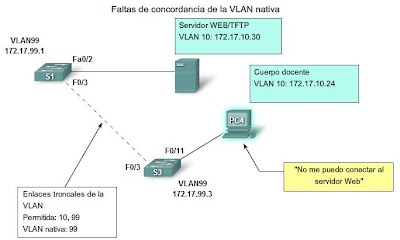 Faltas de concordancia de la VLAN nativa
VLAN99
172.17.99.1
Servidor WEB/TFTP
VLAN 10: 172.17.10.30
Fa0/2
S1
F0/3
Cuerpo docente
VLAN 10: 172.17.10.24
PC4
F0/11
F0/3
S3
VLAN99
172.17.99.3
"No me puedo conectar al
servidor Web"
Enlaces troncales de la
VLAN
Permitida: 10, 99
VLAN nativa: 99